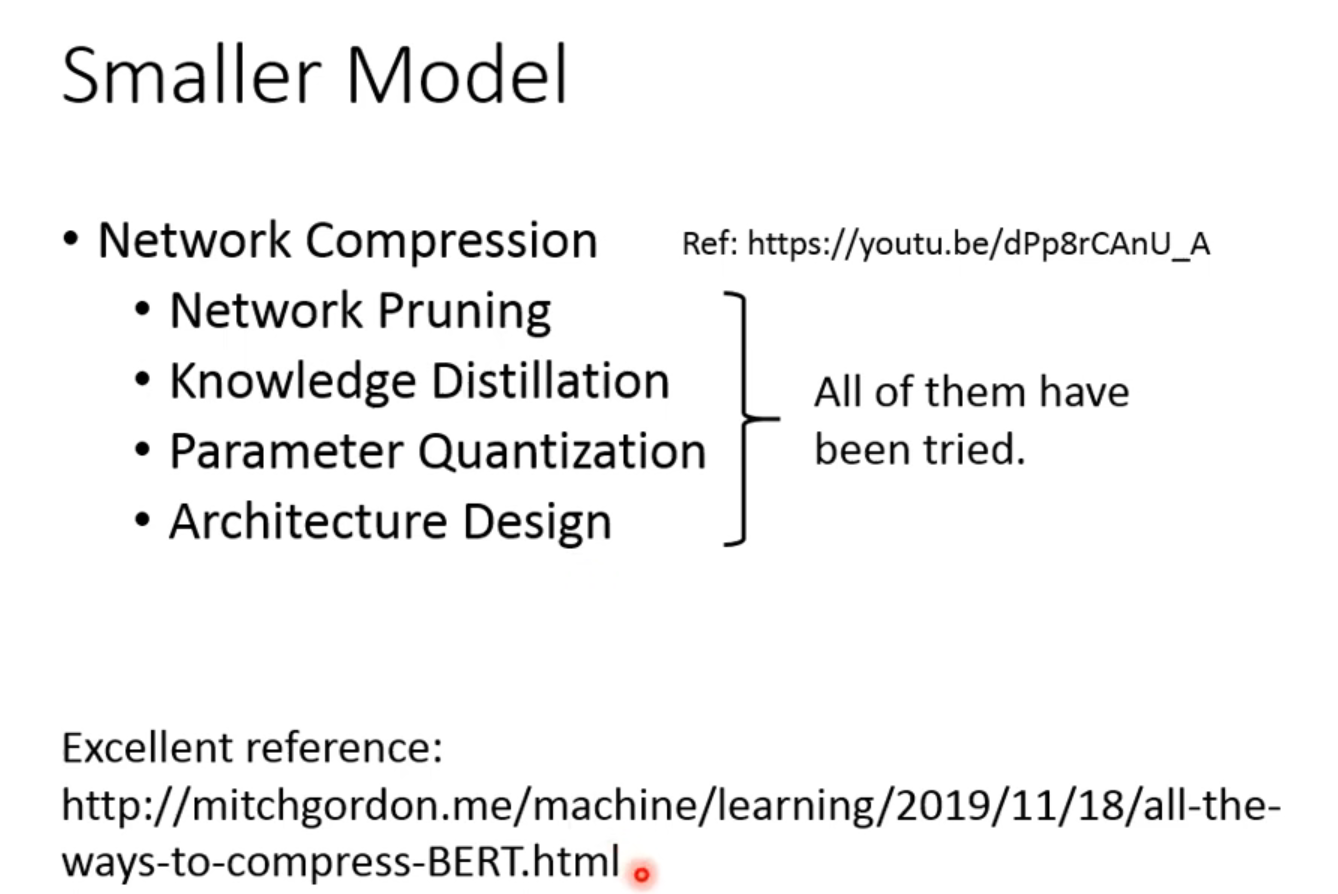 Smaller Model
• Network Compression
Ref: https://youtu.be/dPp8rCAnU_A
• Network Pruning
• Knowledge Distillation
• Parameter Quantization
• Architecture Design
All of them have
been tried.
Excellent reference:
http://mitchgordon.me/machine/learning/2019/11/18/all-the-
ways-to-compress-BERT.html